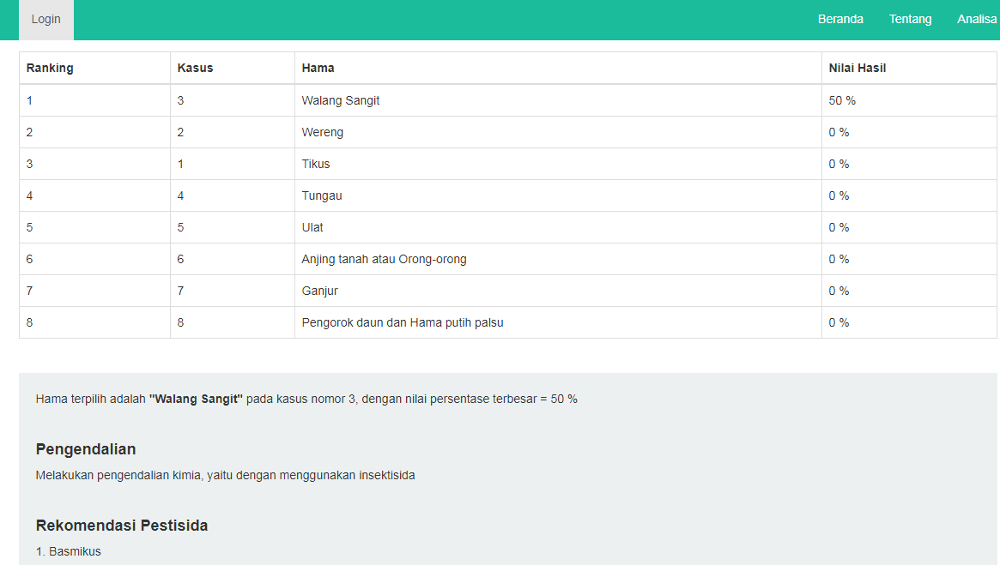 Login Beranda Tentang Analisa
Ranking Kasus Hama Nilai Hasil
1 3 Walang Sangit 50 %
2 2 Wereng 0 %
3 1 Tikus 0 %
4 4 Tungau 0 %
5 5 Ulat 0 %
6 6 Anjing tanah atau Orong-orong 0 %
7 7 Ganjur 0 %
8 8 Pengorok daun dan Hama putih palsu 0 %
Hama terpilih adalah "Walang Sangit" pada kasus nomor 3, dengan nilai persentase terbesar = 50 %
Pengendalian
Melakukan pengendalian kimia, yaitu dengan menggunakan insektisida
Rekomendasi Pestisida
1. Basmikus